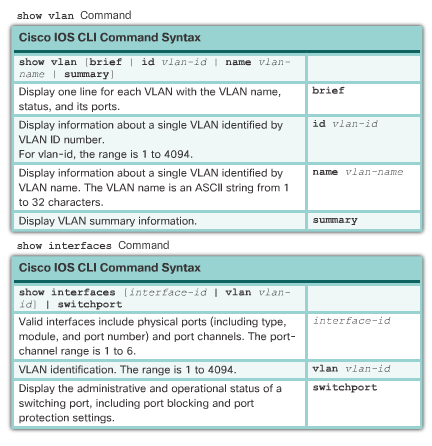 show vlan Command
Cisco IOS CLI Command Syntax
show vlan [brief | id vlan-id | name vlan-
name | summary]
Display one line for each VLAN with the VLAN name,
status, and its ports.
brief
Display information about a single VLAN identified by
VLAN ID number.
For vlan-id, the range is 1 to 4094.
id vlan-id
Display information about a single VLAN identified by
VLAN name. The VLAN name is an ASCII string from 1
to 32 characters.
name vlan-name
Display VLAN summary information.
summary
show interfaces Command
Cisco IOS CLI Command Syntax
show interfaces [interface-id | vlan vlan-
id] | switchport
Valid interfaces include physical ports (including type,
module, and port number) and port channels. The port-
channel range is 1 to 6.
interface-id
VLAN identification. The range is 1 to 4094.
vlan vlan-id
Display the administrative and operational status of a
switching port, including port blocking and port
protection settings.
switchport